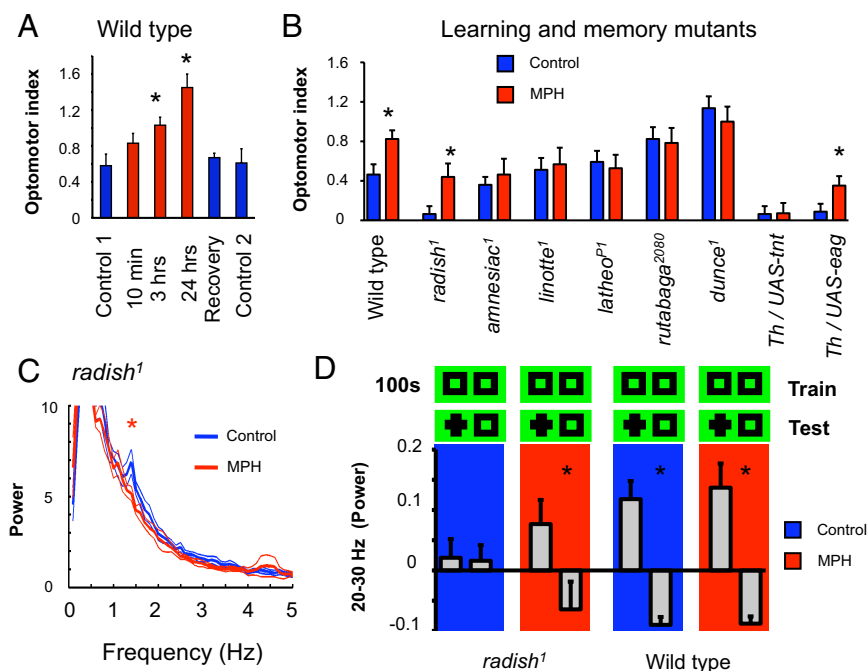 A
Wild type
Optomotor index
1.6
1.2
0.8
0.4
0
* *
Control 1
10 min
3 hrs
24 hrs
Recovery
Control 2
B
Learning and memory mutants
Control
MPH
Optomotor index
1.6
1.2
0.8
0.4
0
* * *
Wild type
radish¹
amnesiac¹
linotte¹
latheoᴾ¹
rutabaga²⁰⁸⁰
dunce¹
Th / UAS-tnt
Th / UAS-eag
C
radish¹
Power
10
5
0
*
Control
MPH
0 1 2 3 4 5
Frequency (Hz)
D
100s
Train
Test
20-30 Hz (Power)
0.2
0.1
0
-0.1
* * *
Control
MPH
radish¹
Wild type